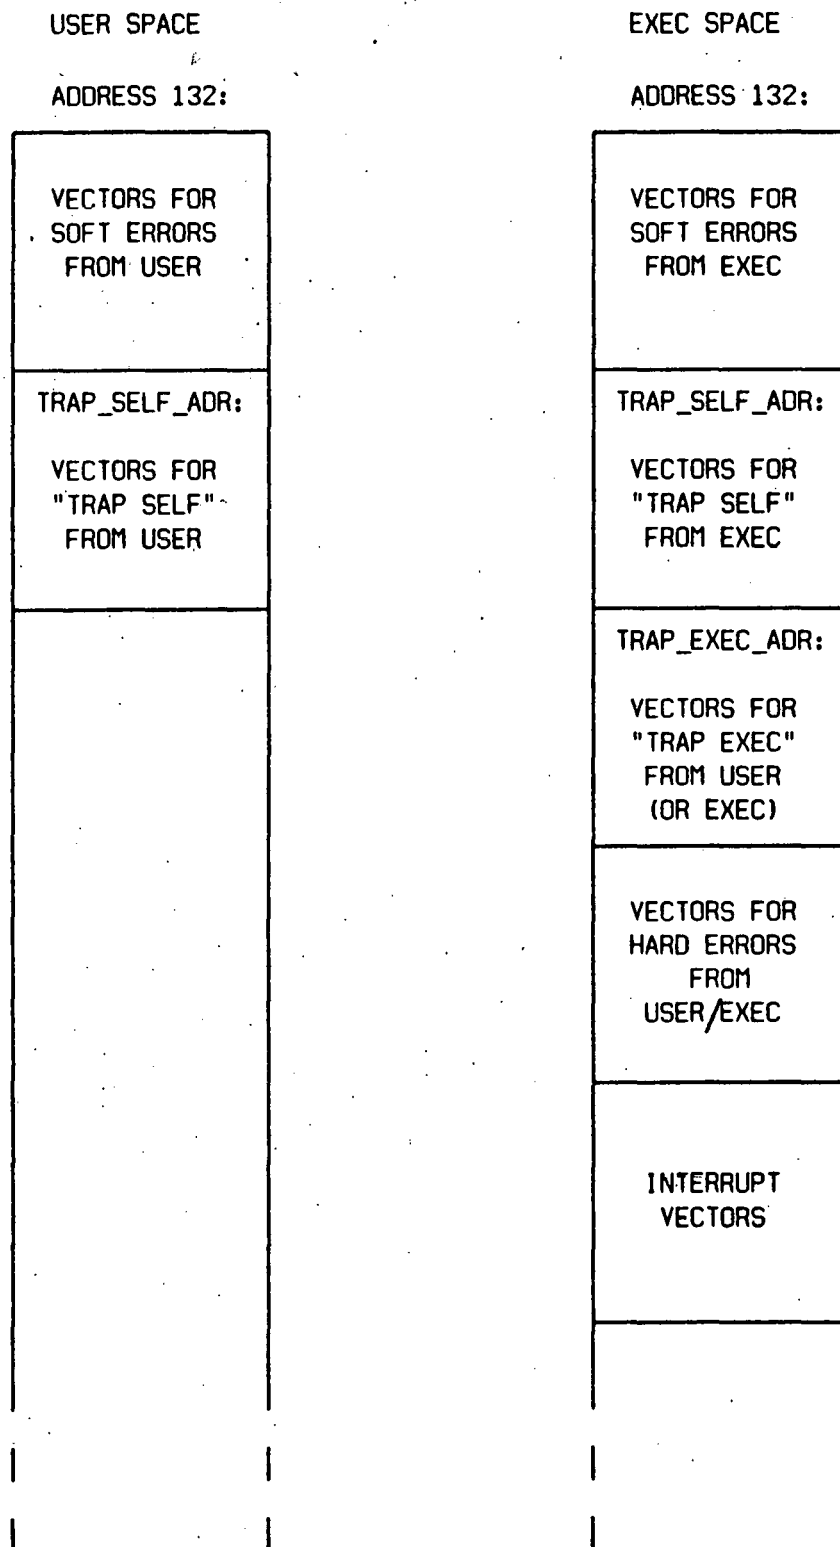 USER SPACE
ADDRESS 132:
VECTORS FOR
SOFT ERRORS
FROM USER
TRAP_SELF_ADR:
VECTORS FOR
"TRAP SELF"
FROM USER
EXEC SPACE
ADDRESS 132:
VECTORS FOR
SOFT ERRORS
FROM EXEC
TRAP_SELF_ADR:
VECTORS FOR
"TRAP SELF"
FROM EXEC
TRAP_EXEC_ADR:
VECTORS FOR
"TRAP EXEC"
FROM USER
(OR EXEC)
VECTORS FOR
HARD ERRORS
FROM
USER/EXEC
INTERRUPT
VECTORS